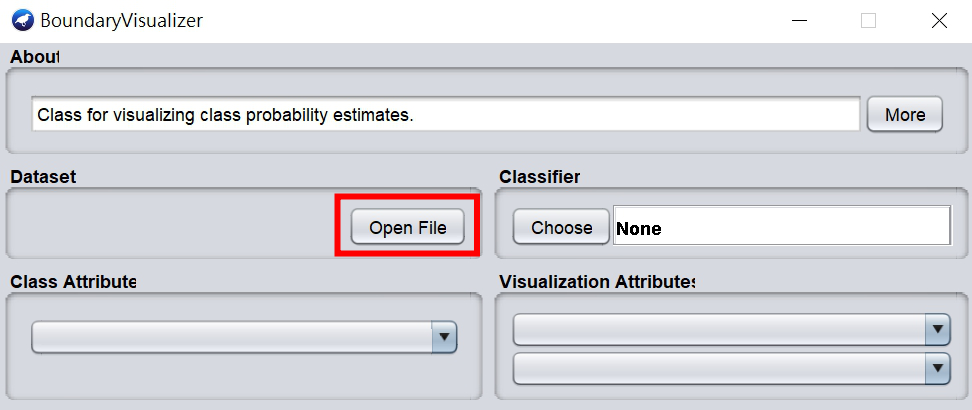 BoundaryVisualizer
About
Class for visualizing class probability estimates.
More
Dataset
Classifier
Open File
Choose
None
Class Attribute
Visualization Attributes